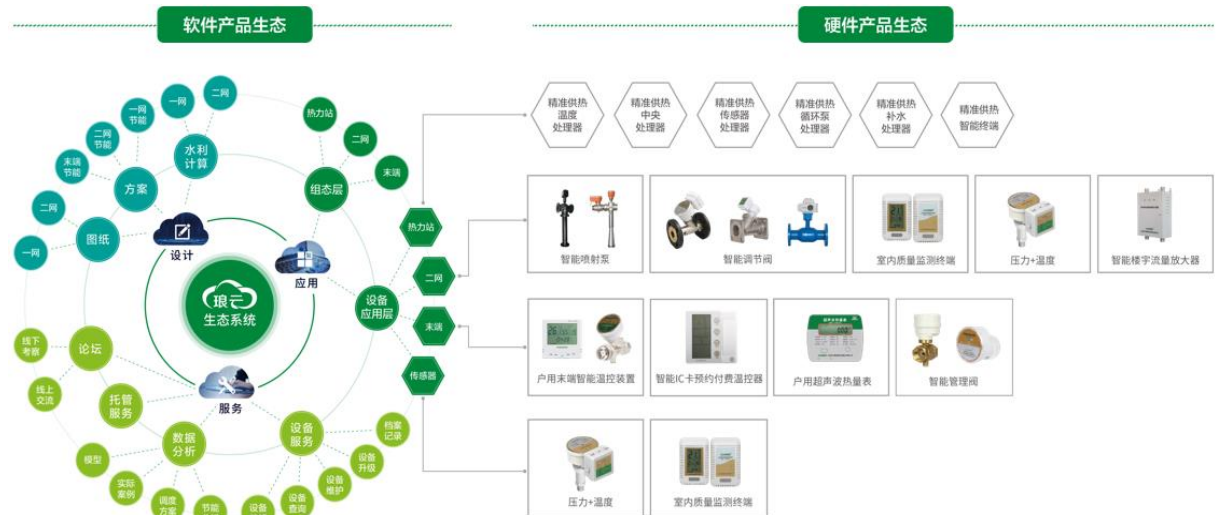 软件产品生态
硬件产品生态
一网
二网
一网
节能
二网
节能
末端
节能
二网
一网
水利
计算
方案
图纸
设计
热力站
二网
末端
组态层
应用
设备
应用层
热力站
二网
末端
传感器
琅云
生态系统
服务
线下
考察
线上
交流
论坛
托管
服务
数据
分析
设备
服务
模型
实际
案例
调度
方案
节能
设备
设备
查询
设备
维护
设备
升级
档案
记录
精准供热
温度
处理器
精准供热
中央
处理器
精准供热
传感器
处理器
精准供热
循环泵
处理器
精准供热
补水
处理器
精准供热
智能终端
智能喷射泵
智能调节阀
室内质量监测终端
压力+温度
智能楼宇流量放大器
户用末端智能温控装置
智能IC卡预约付费温控器
户用超声波热量表
智能管理阀
压力+温度
室内质量监测终端